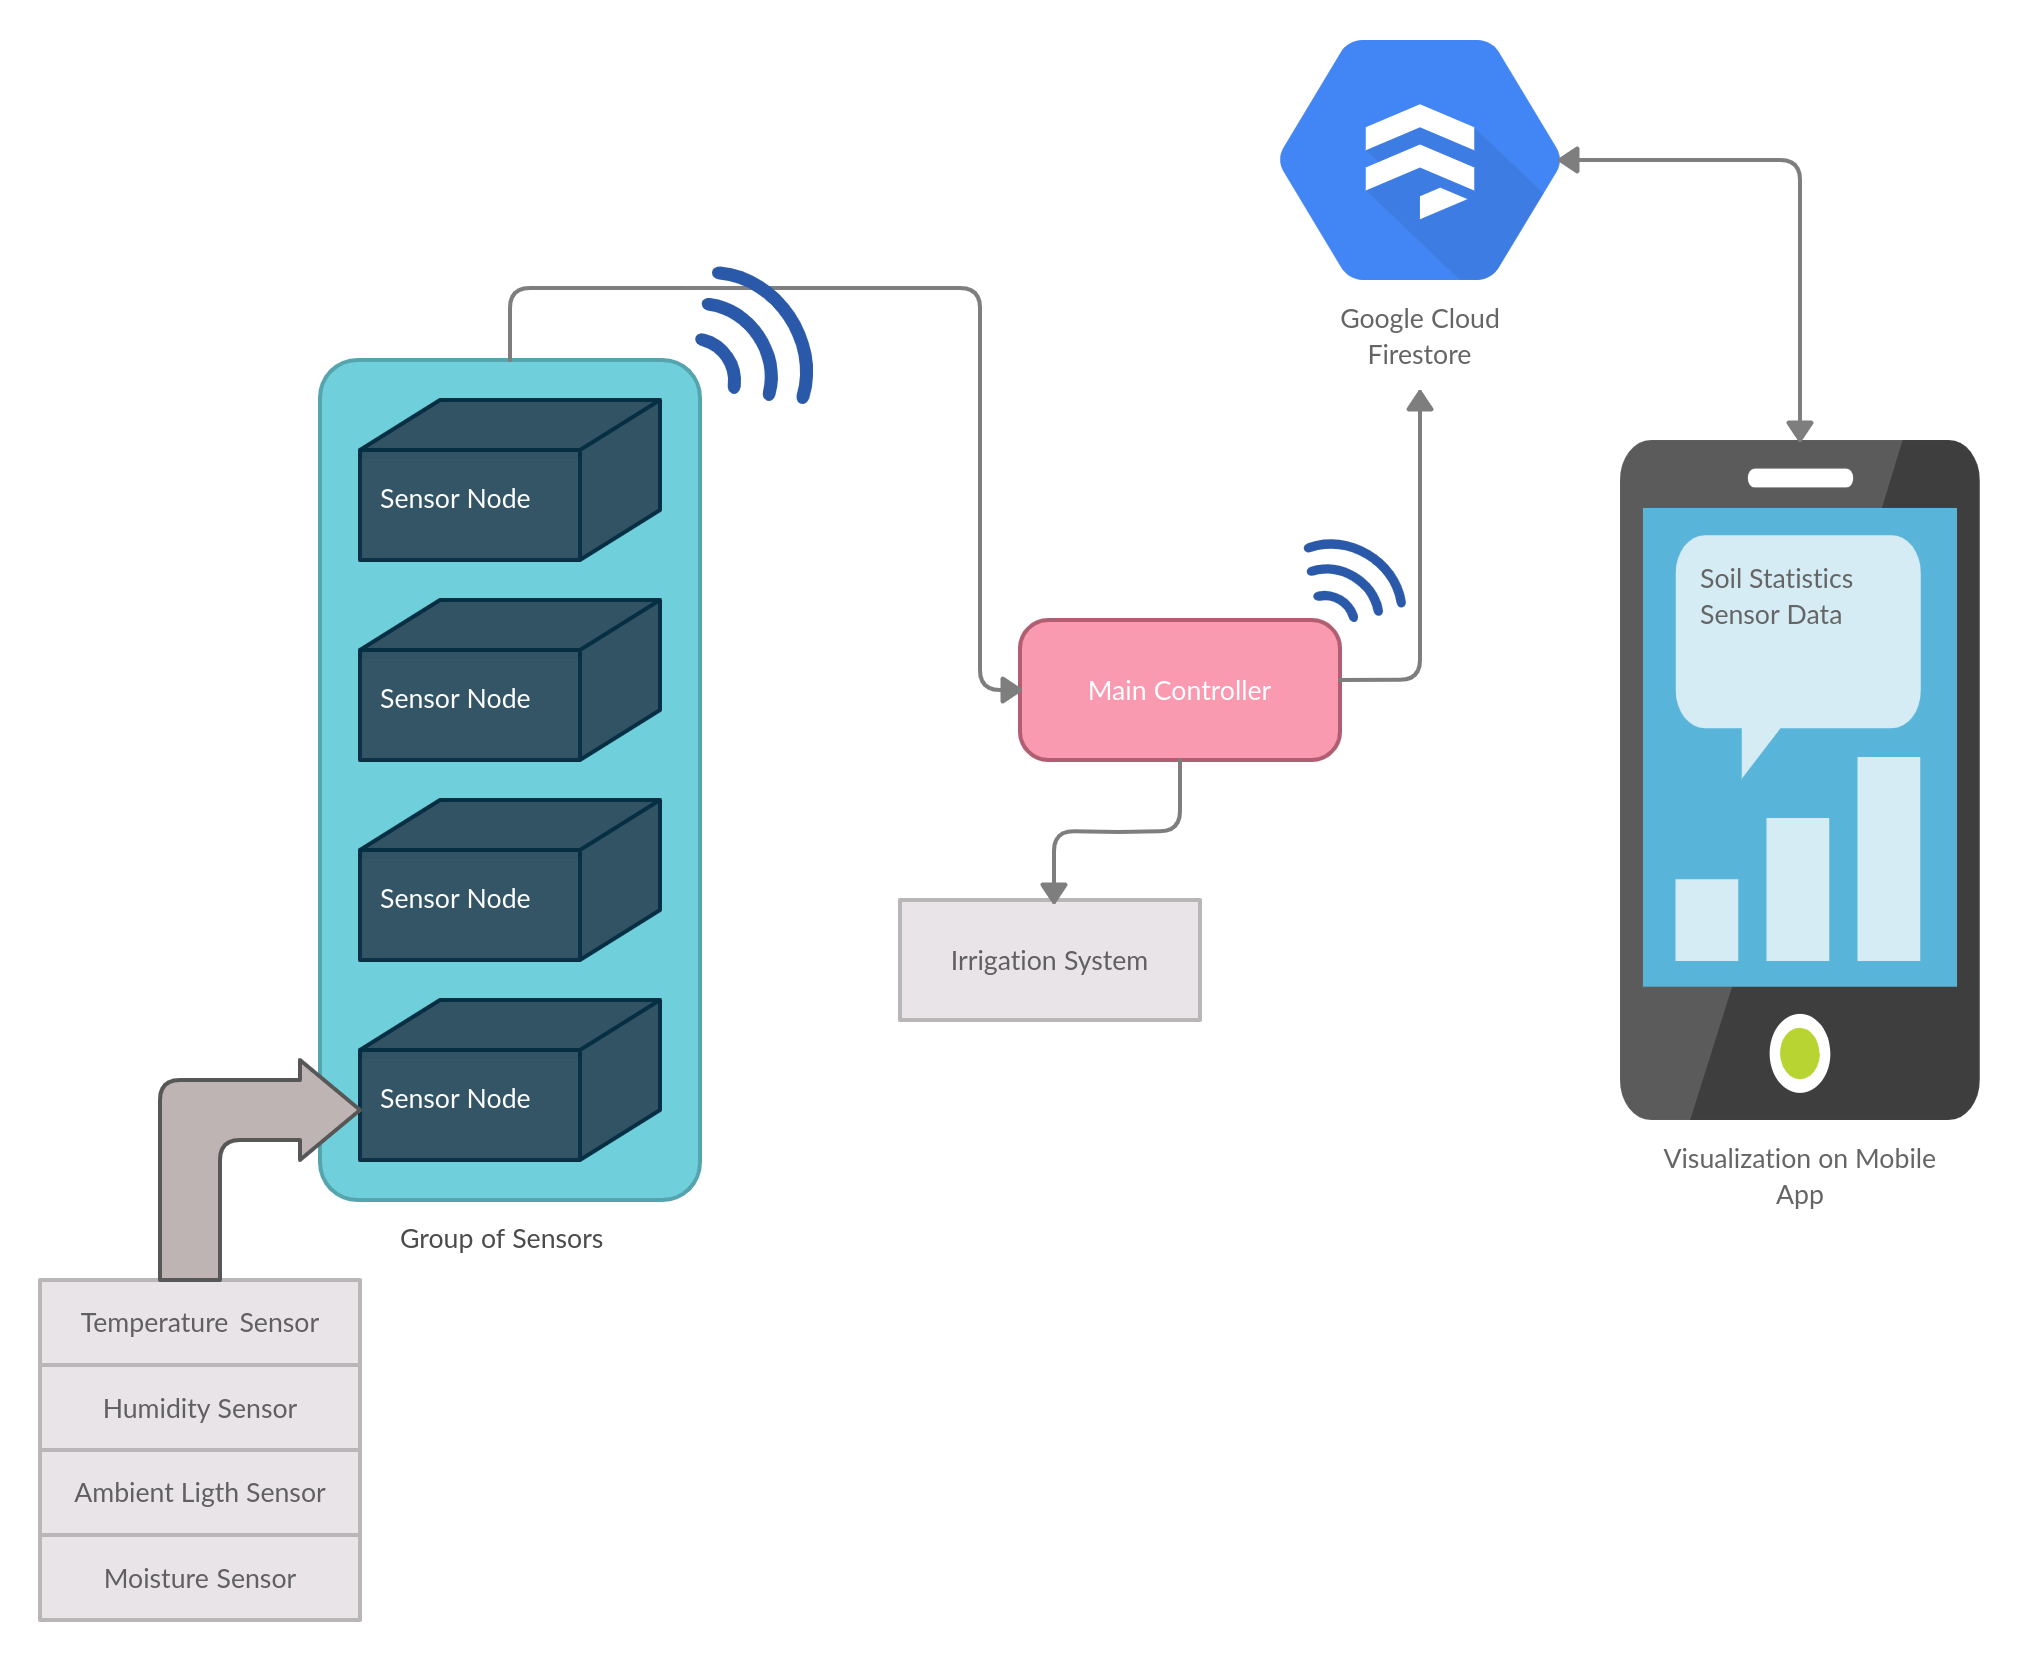 Google Cloud
Firestore
Sensor Node
Sensor Node
Sensor Node
Sensor Node
Group of Sensors
Temperature Sensor
Humidity Sensor
Ambient Ligth Sensor
Moisture Sensor
Main Controller
Irrigation System
Soil Statistics
Sensor Data
Visualization on Mobile
App